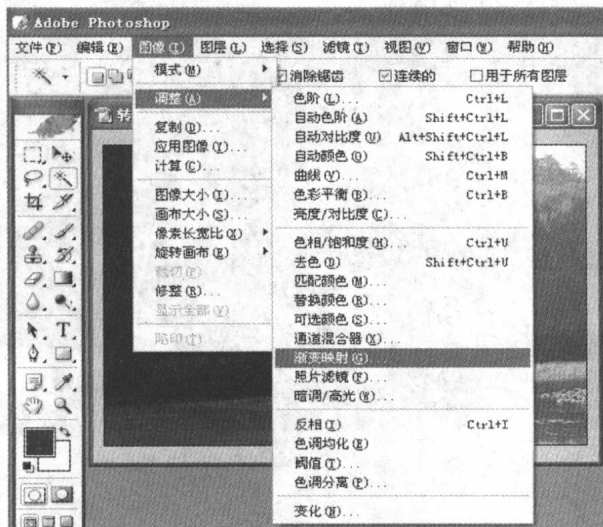 Adobe Photoshop
文件(F) 编辑(E) 图像(I) 图层(L) 选择(S) 滤镜(T) 视图(V) 窗口(W) 帮助(H)
消除锯齿 连续的 用于所有图层
模式(M)
调整(A)
复制(D)...
应用图像(Y)...
计算(C)...
图像大小(I)...
画布大小(S)...
像素长宽比(X)
旋转画布(E)
裁切(P)
修整(R)...
显示全部(V)
陷印(T)...
转
色阶(L)... Ctrl+L
自动色阶(A) Shift+Ctrl+L
自动对比度(U) Alt+Shift+Ctrl+L
自动颜色(O) Shift+Ctrl+B
曲线(V)... Ctrl+M
色彩平衡(B)... Ctrl+B
亮度/对比度(C)...
色相/饱和度(H)... Ctrl+U
去色(D) Shift+Ctrl+U
匹配颜色(M)...
替换颜色(R)...
可选颜色(S)...
通道混合器(X)...
渐变映射(G)...
照片滤镜(F)...
暗调/高光(W)...
反相(I) Ctrl+I
色调均化(E)
阈值(T)...
色调分离(P)...
变化(N)...